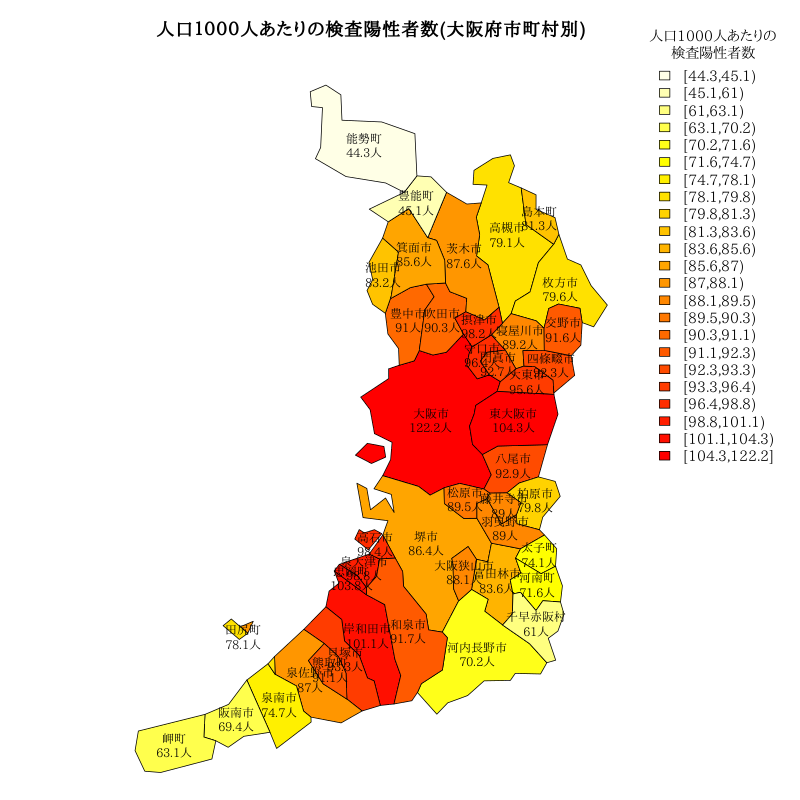 人口1000人あたりの検査陽性者数(大阪府市町村別)
人口1000人あたりの
検査陽性者数
[44.3,45.1)
[45.1,61)
[61,63.1)
[63.1,70.2)
[70.2,71.6)
[71.6,74.7)
[74.7,78.1)
[78.1,79.8)
[79.8,81.3)
[81.3,83.6)
[83.6,85.6)
[85.6,87)
[87,88.1)
[88.1,89.5)
[89.5,90.3)
[90.3,91.1)
[91.1,92.3)
[92.3,93.3)
[93.3,96.4)
[96.4,98.8)
[98.8,101.1)
[101.1,104.3)
[104.3,122.2]
能勢町
44.3人
豊能町
45.1人
島本町
81.3人
高槻市
79.1人
箕面市
85.6人
茨木市
87.6人
池田市
83.2人
枚方市
79.6人
豊中市
91人
吹田市
90.3人
摂津市
98.2人
寝屋川市
89.2人
交野市
91.6人
守口市
96.4人
門真市
92.7人
四條畷市
92.3人
大東市
95.6人
大阪市
122.2人
東大阪市
104.3人
八尾市
92.9人
松原市
89.5人
藤井寺市
89人
柏原市
79.8人
羽曳野市
89人
堺市
86.4人
高石市
98.4人
太子町
74.1人
泉大津市
大阪狭山市
88.1人
富田林市
83.6人
河南町
71.6人
千早赤阪村
61人
岸和田市
101.1人
和泉市
91.7人
田尻町
78.1人
河内長野市
70.2人
貝塚市
93.3人
熊取町
91.1人
泉佐野市
87人
泉南市
74.7人
阪南市
69.4人
岬町
63.1人